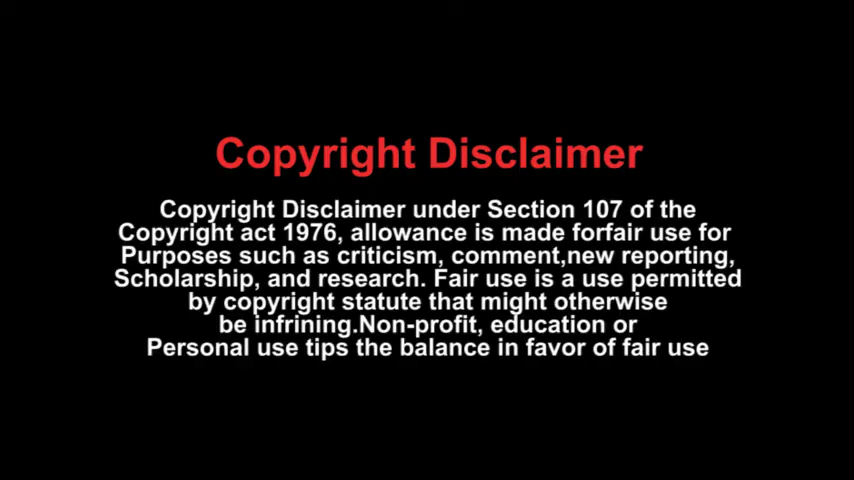 Copyright Disclaimer
Copyright Disclaimer under Section 107 of the
Copyright act 1976, allowance is made forfair use for
Purposes such as criticism, comment,new reporting,
Scholarship, and research. Fair use is a use permitted
by copyright statute that might otherwise
be infrining.Non-profit, education or
Personal use tips the balance in favor of fair use